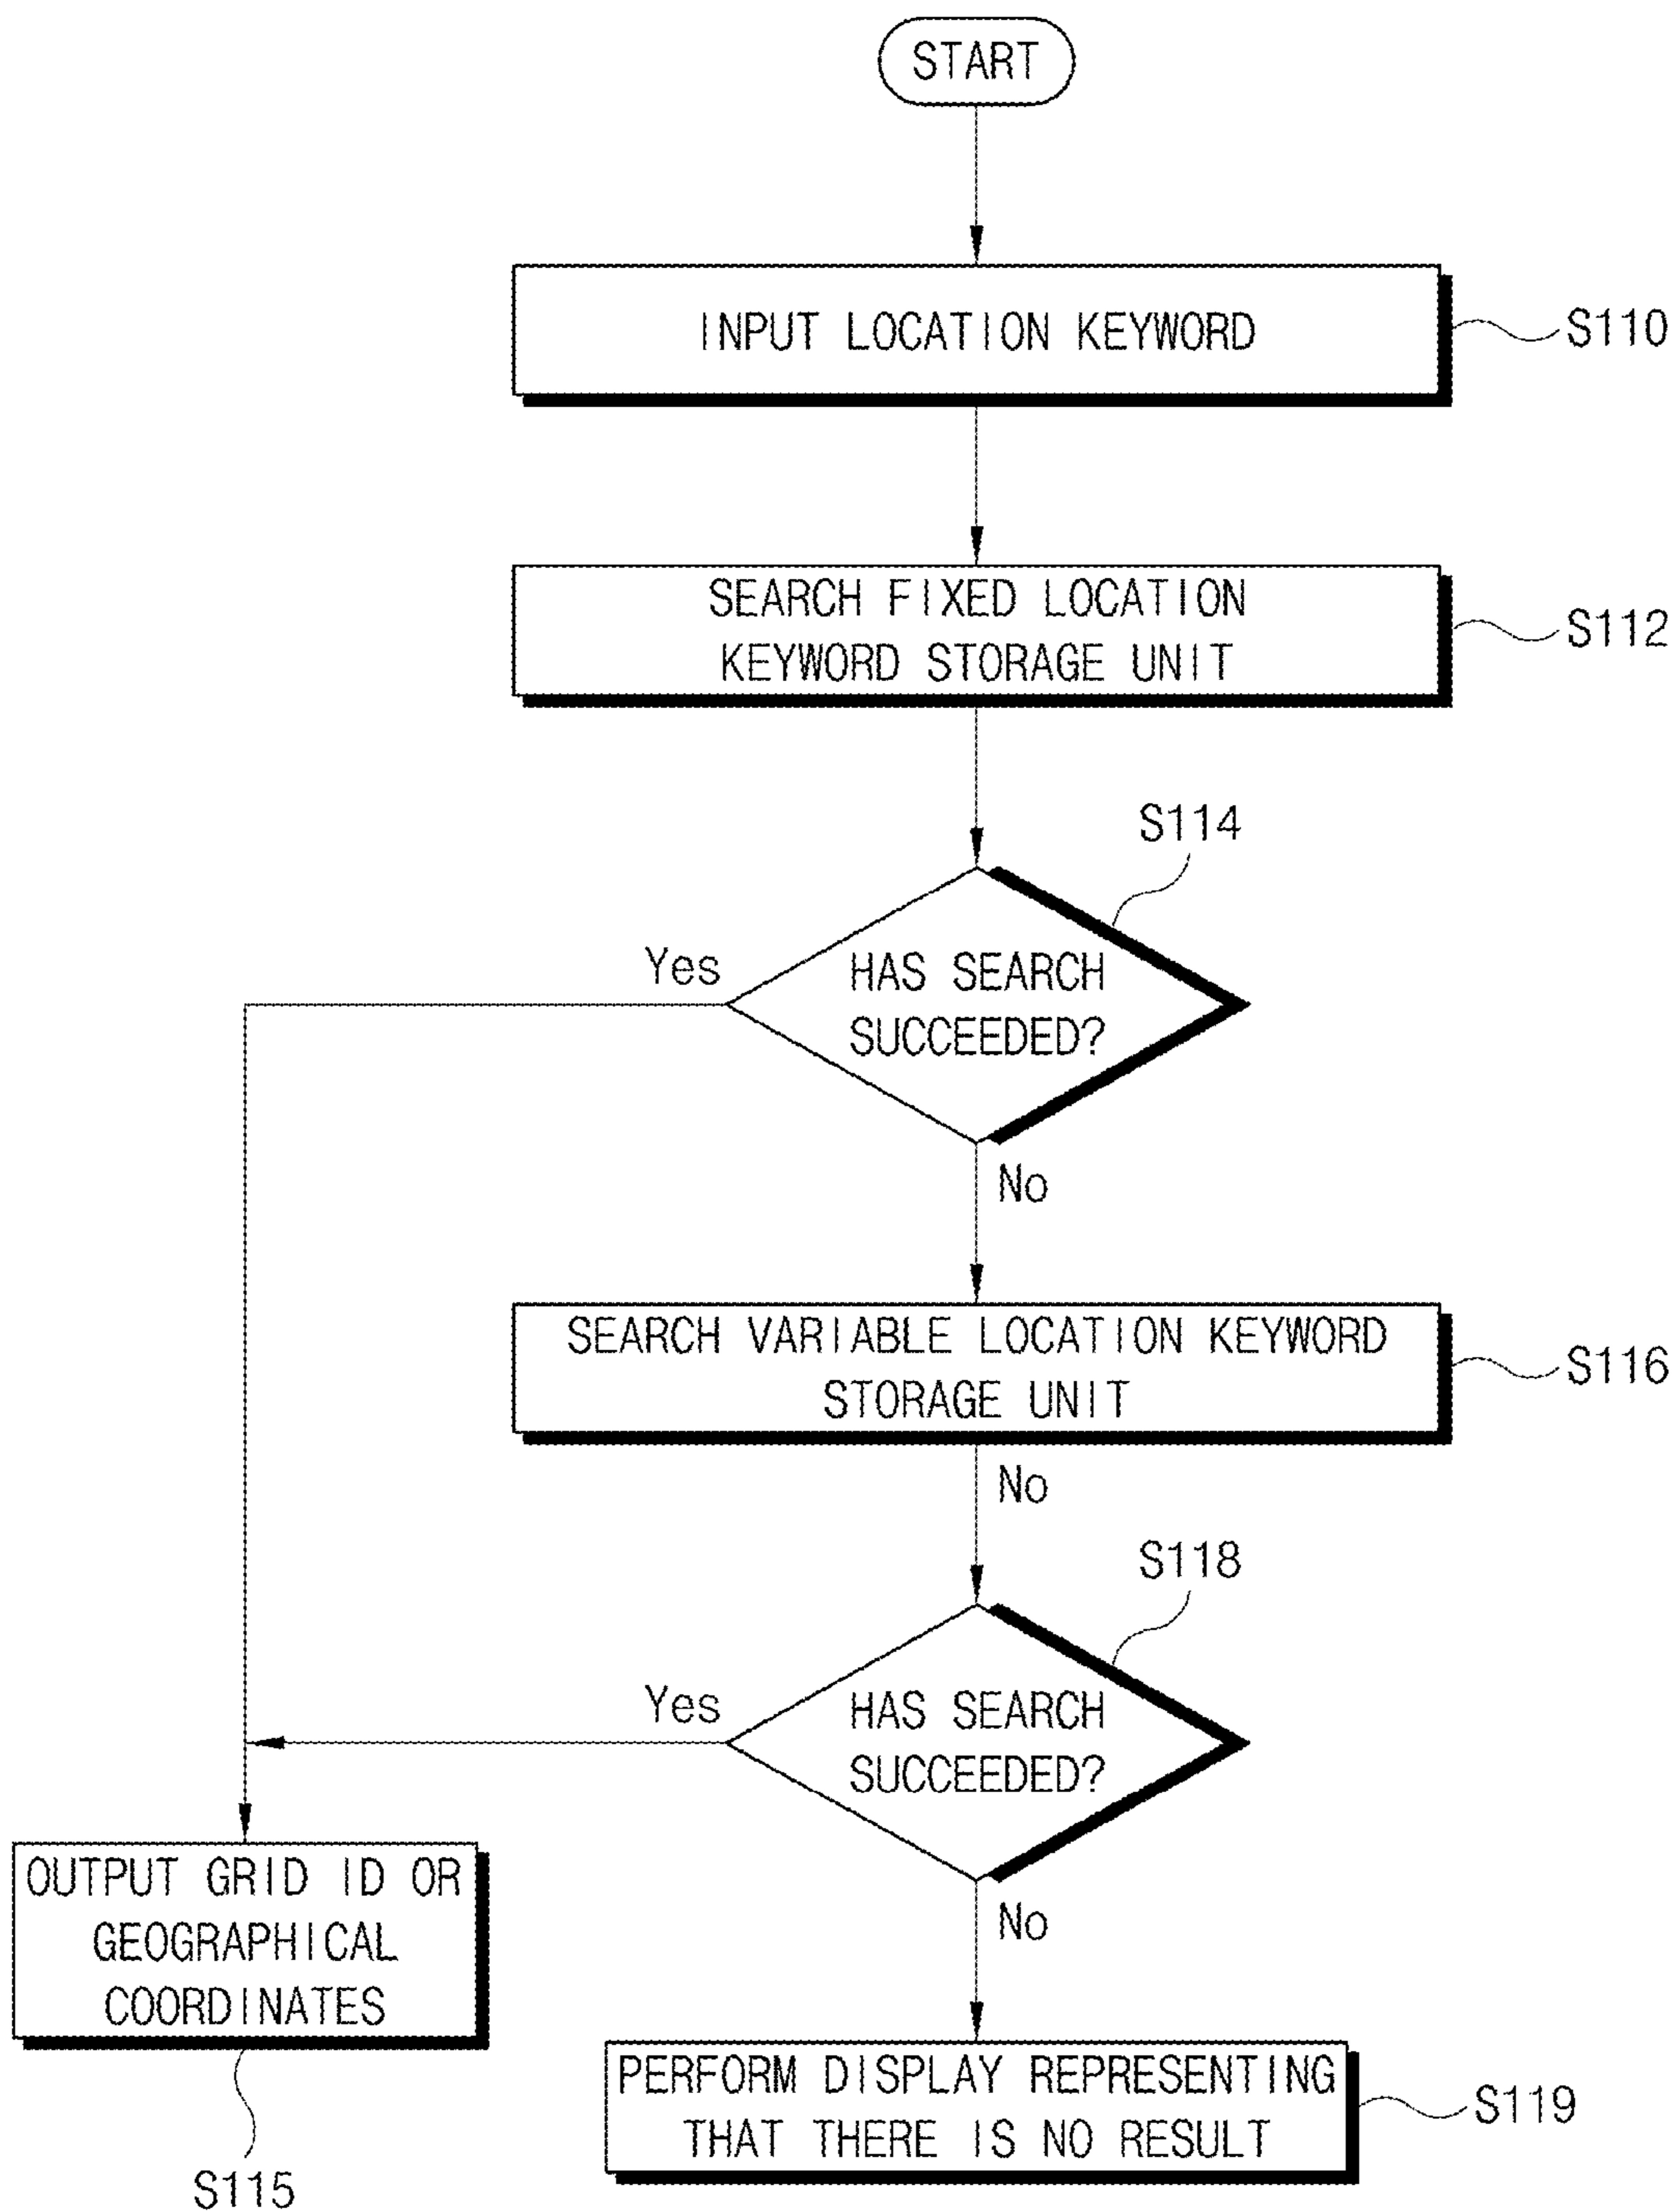 START
INPUT LOCATION KEYWORD
S110
SEARCH FIXED LOCATION
KEYWORD STORAGE UNIT
S112
S114
Yes
HAS SEARCH
SUCCEEDED?
No
SEARCH VARIABLE LOCATION KEYWORD
STORAGE UNIT
S116
No
S118
Yes
HAS SEARCH
SUCCEEDED?
No
OUTPUT GRID ID OR
GEOGRAPHICAL
COORDINATES
S115
PERFORM DISPLAY REPRESENTING
THAT THERE IS NO RESULT
S119